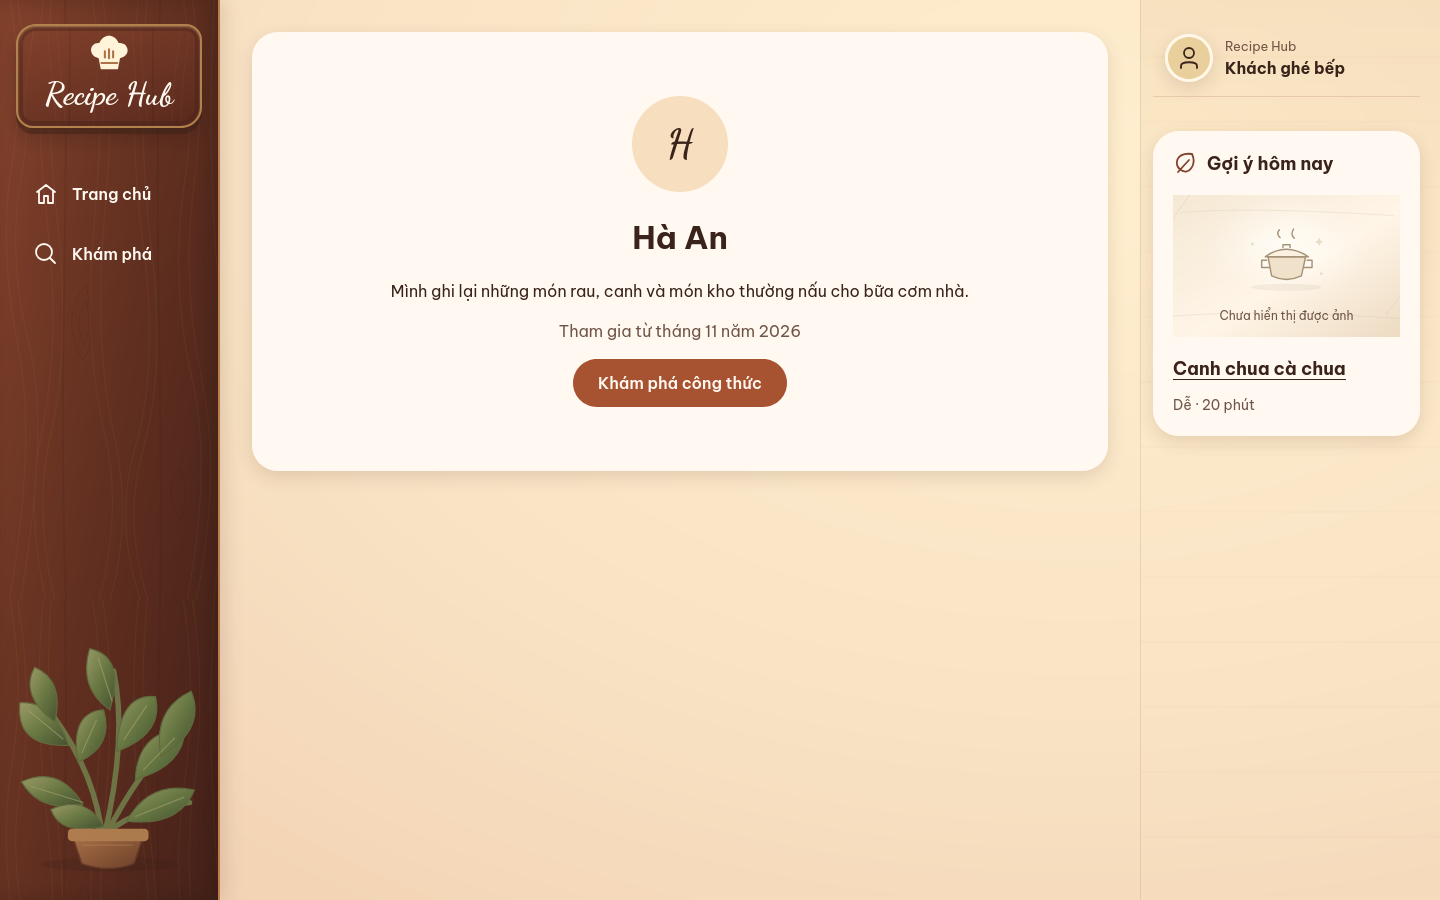 Recipe Hub
Trang chủ
Khám phá
H
Hà An
Mình ghi lại những món rau, canh và món kho thường nấu cho bữa cơm nhà.
Tham gia từ tháng 11 năm 2026
Khám phá công thức
Recipe Hub
Khách ghé bếp
Gợi ý hôm nay
Chưa hiển thị được ảnh
Canh chua cà chua
Dễ · 20 phút